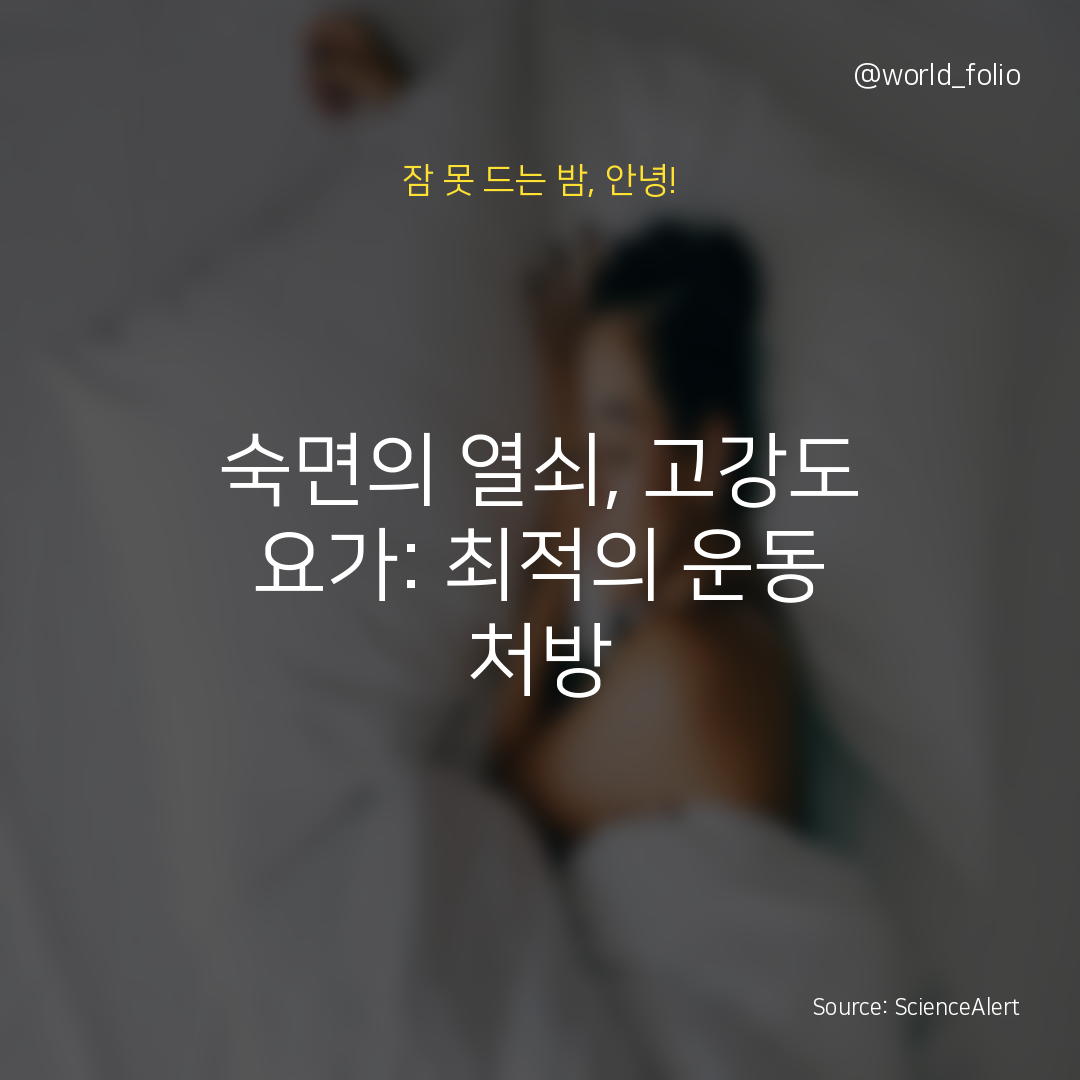 @world_folio
잠 못 드는 밤, 안녕!
숙면의 열쇠, 고강도
요가: 최적의 운동
처방
Source: ScienceAlert